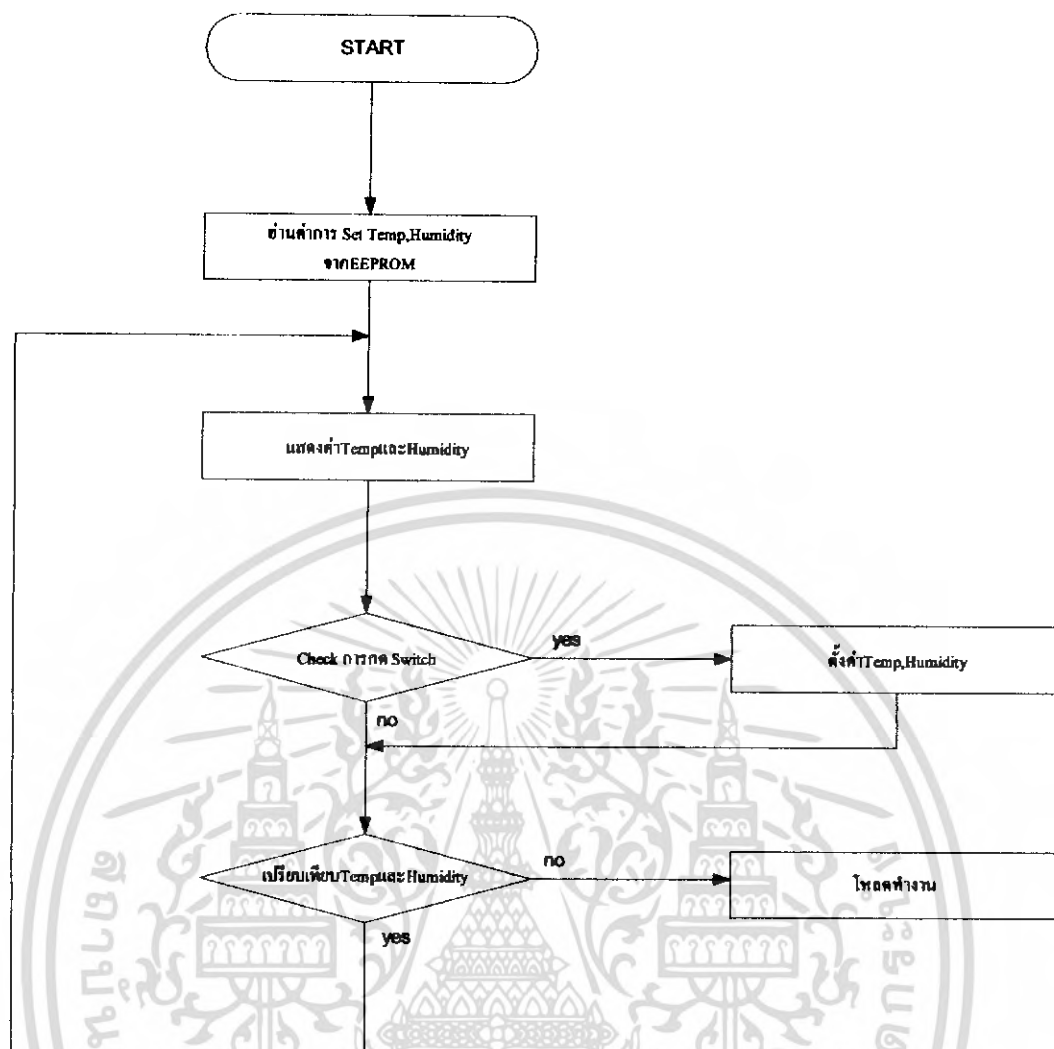 START
อ่านค่าการ Set Temp,Humidity
จากEEPROM
แสดงค่าTempและHumidity
Check การกด Switch
yes
ตั้งค่าTemp,Humidity
no
เปรียบเทียบTempและHumidity
no
โหลดทำงาน
yes